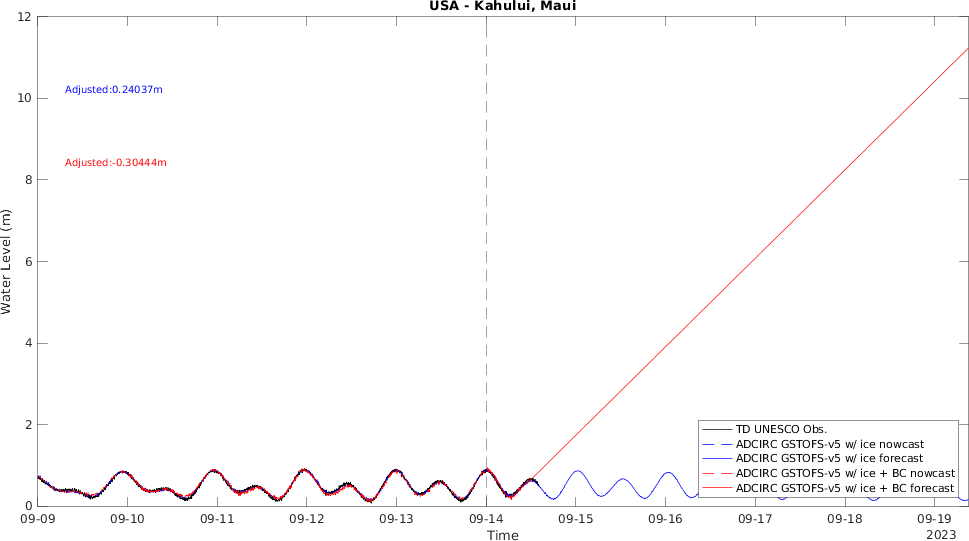 USA - Kahului, Maui
12
10
8
6
4
2
0
Water Level (m)
Adjusted:0.24037m
Adjusted:-0.30444m
TD UNESCO Obs.
ADCIRC GSTOFS-v5 w/ ice nowcast
ADCIRC GSTOFS-v5 w/ ice forecast
ADCIRC GSTOFS-v5 w/ ice + BC nowcast
ADCIRC GSTOFS-v5 w/ ice + BC forecast
09-09 09-10 09-11 09-12 09-13 09-14 09-15 09-16 09-17 09-18 09-19
Time
2023